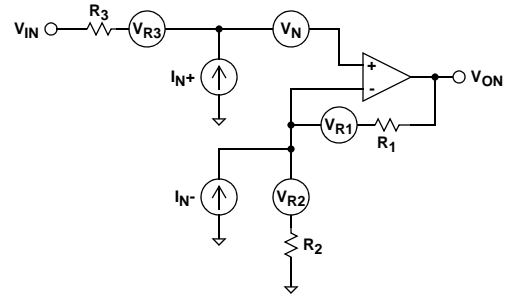 R3
VIN VR3 VN
IN+ + VON
-
VR1
R1
IN- VR2
R2